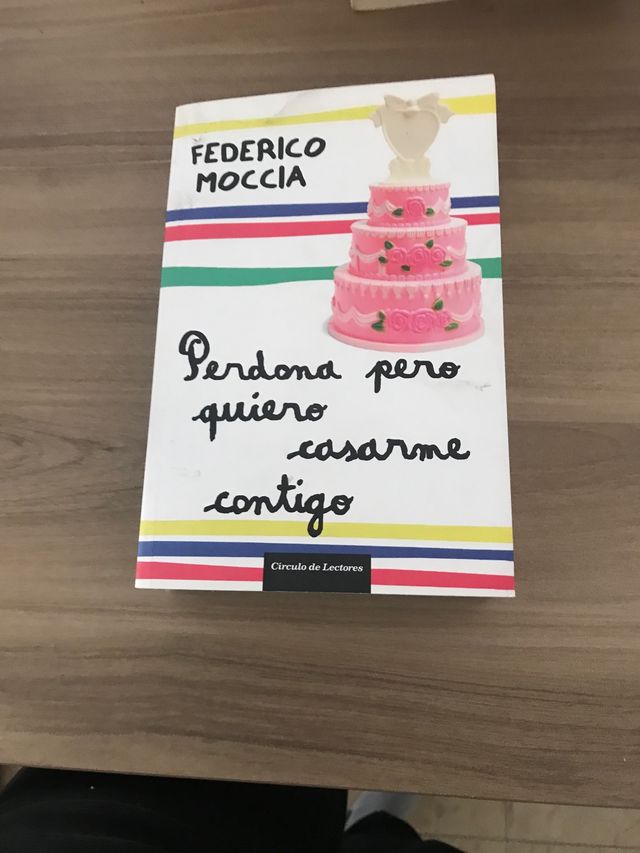 FEDERICO
MOCCIA
Perdona pero
quiero
casarme
contigo
Círculo de Lectores